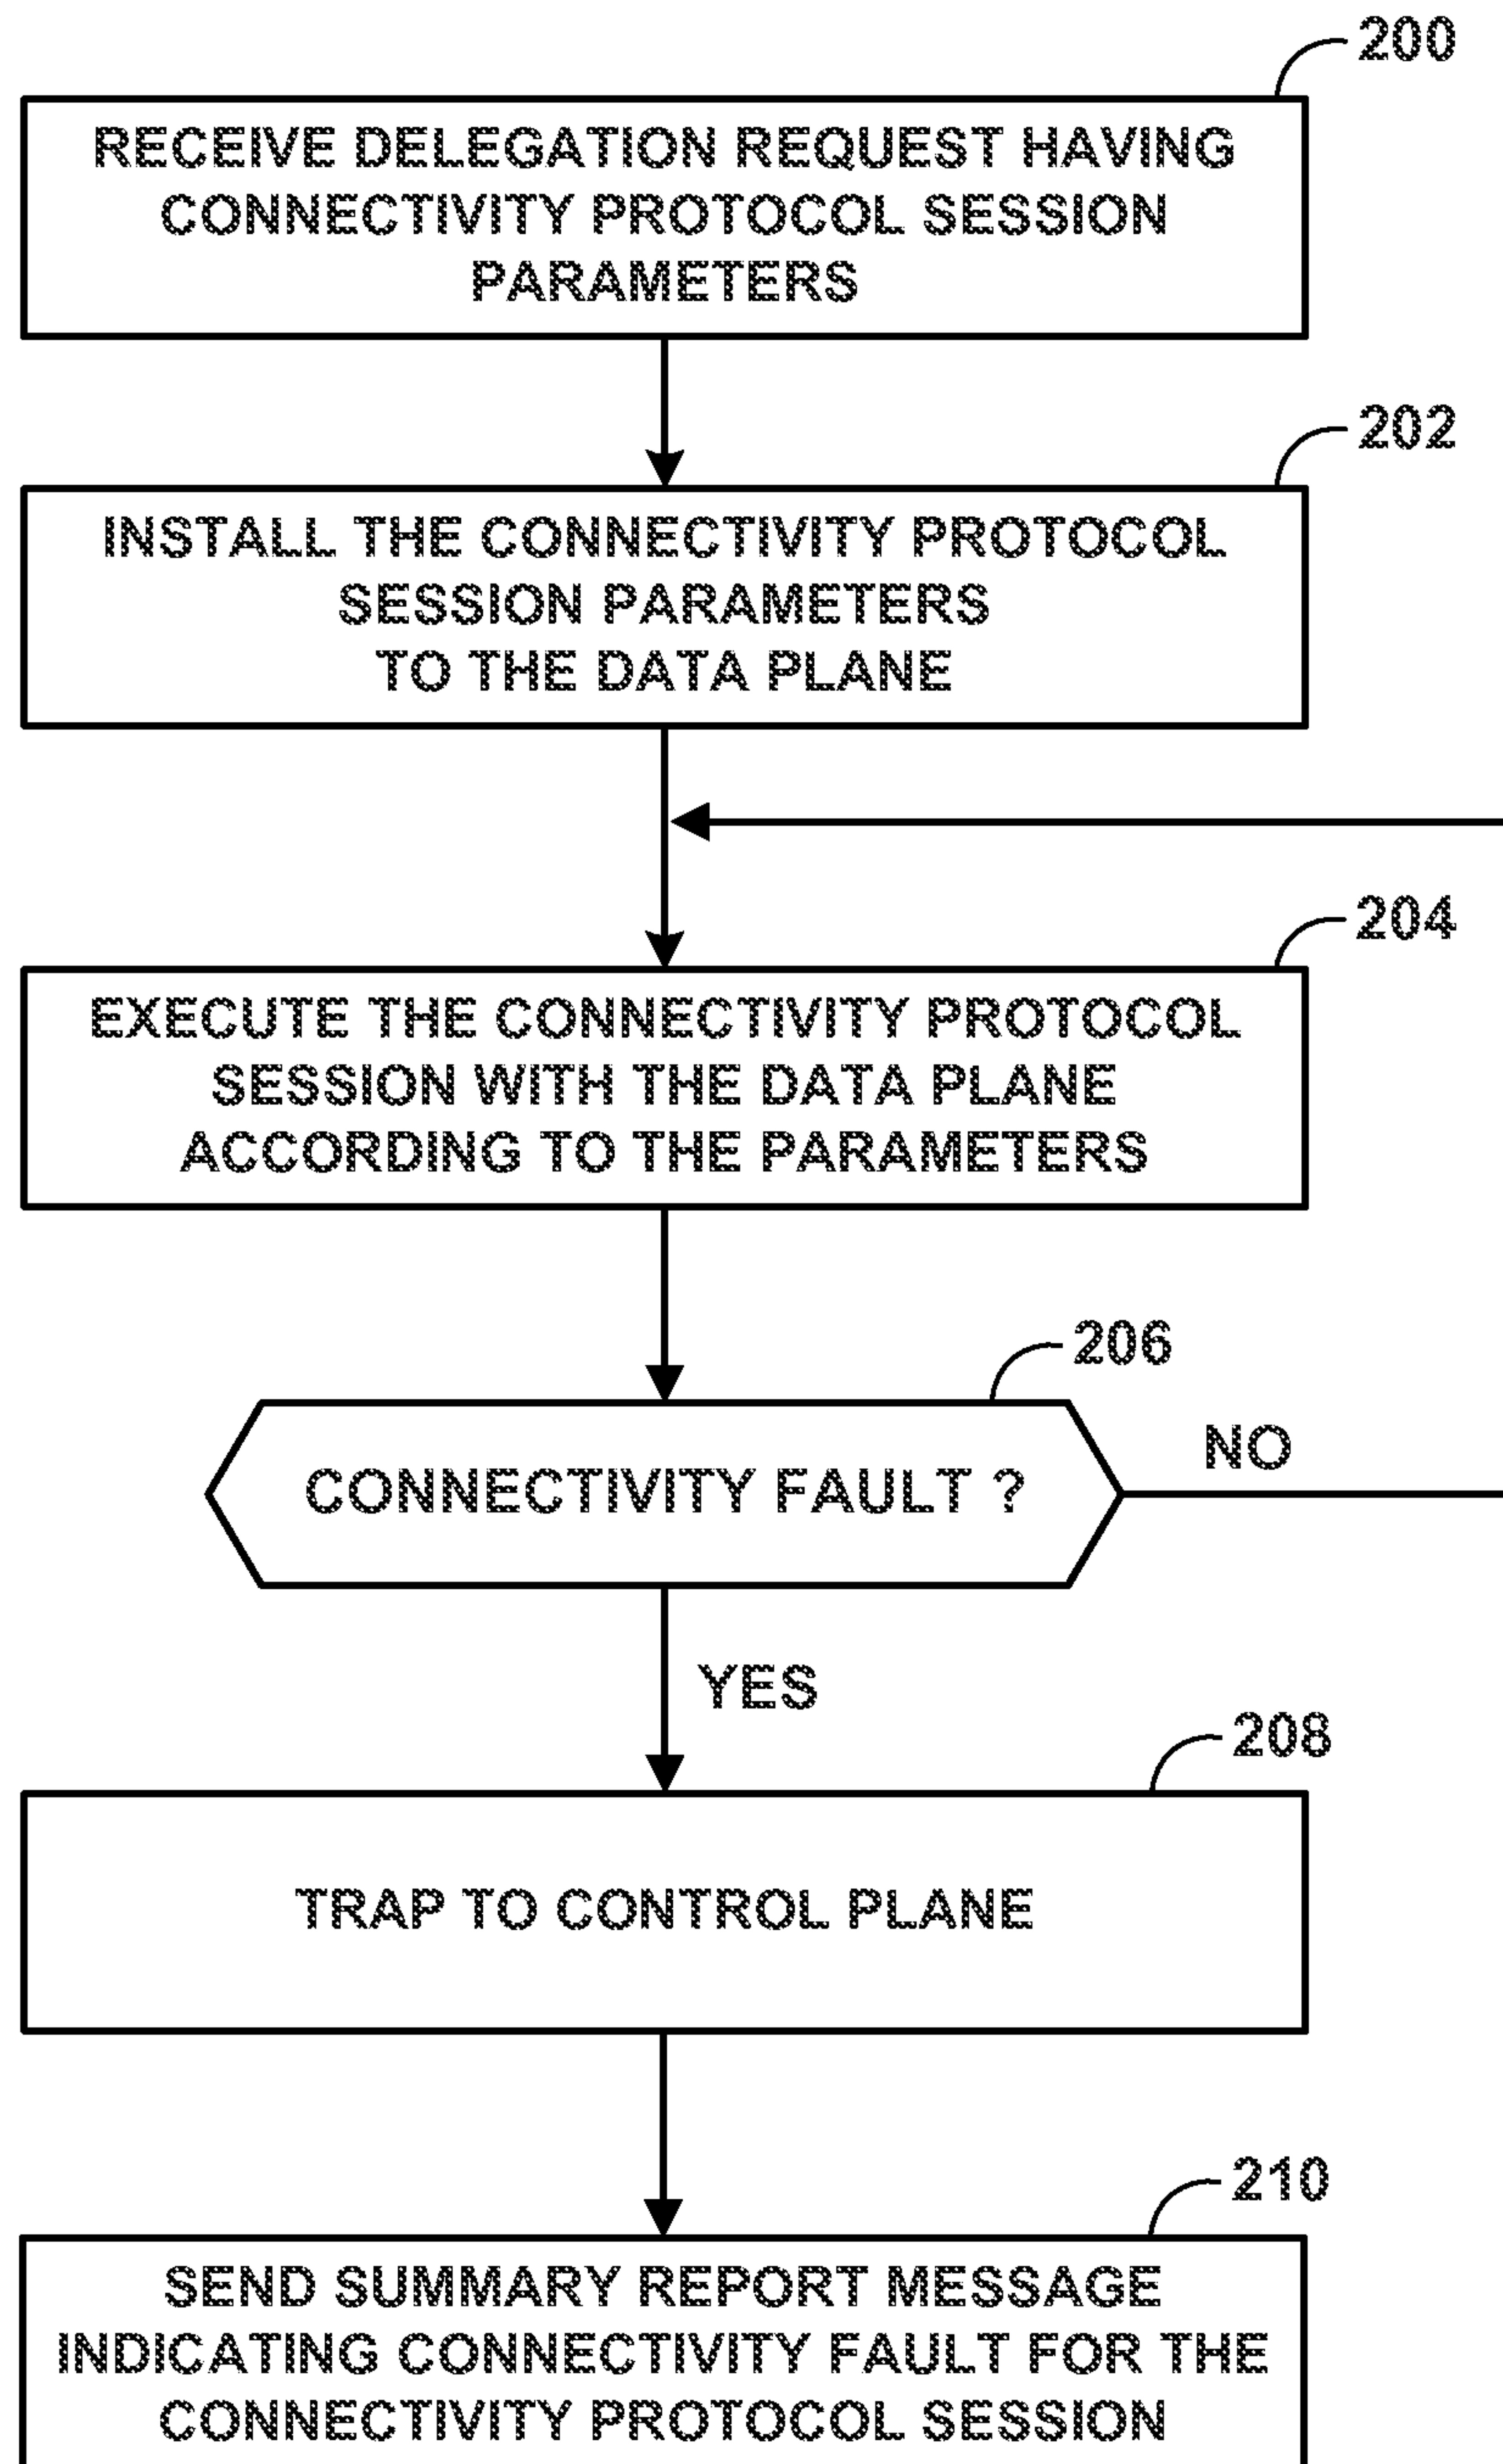 200
RECEIVE DELEGATION REQUEST HAVING
CONNECTIVITY PROTOCOL SESSION
PARAMETERS
202
INSTALL THE CONNECTIVITY PROTOCOL
SESSION PARAMETERS
TO THE DATA PLANE
204
EXECUTE THE CONNECTIVITY PROTOCOL
SESSION WITH THE DATA PLANE
ACCORDING TO THE PARAMETERS
206
CONNECTIVITY FAULT ?
NO
YES
208
TRAP TO CONTROL PLANE
210
SEND SUMMARY REPORT MESSAGE
INDICATING CONNECTIVITY FAULT FOR THE
CONNECTIVITY PROTOCOL SESSION